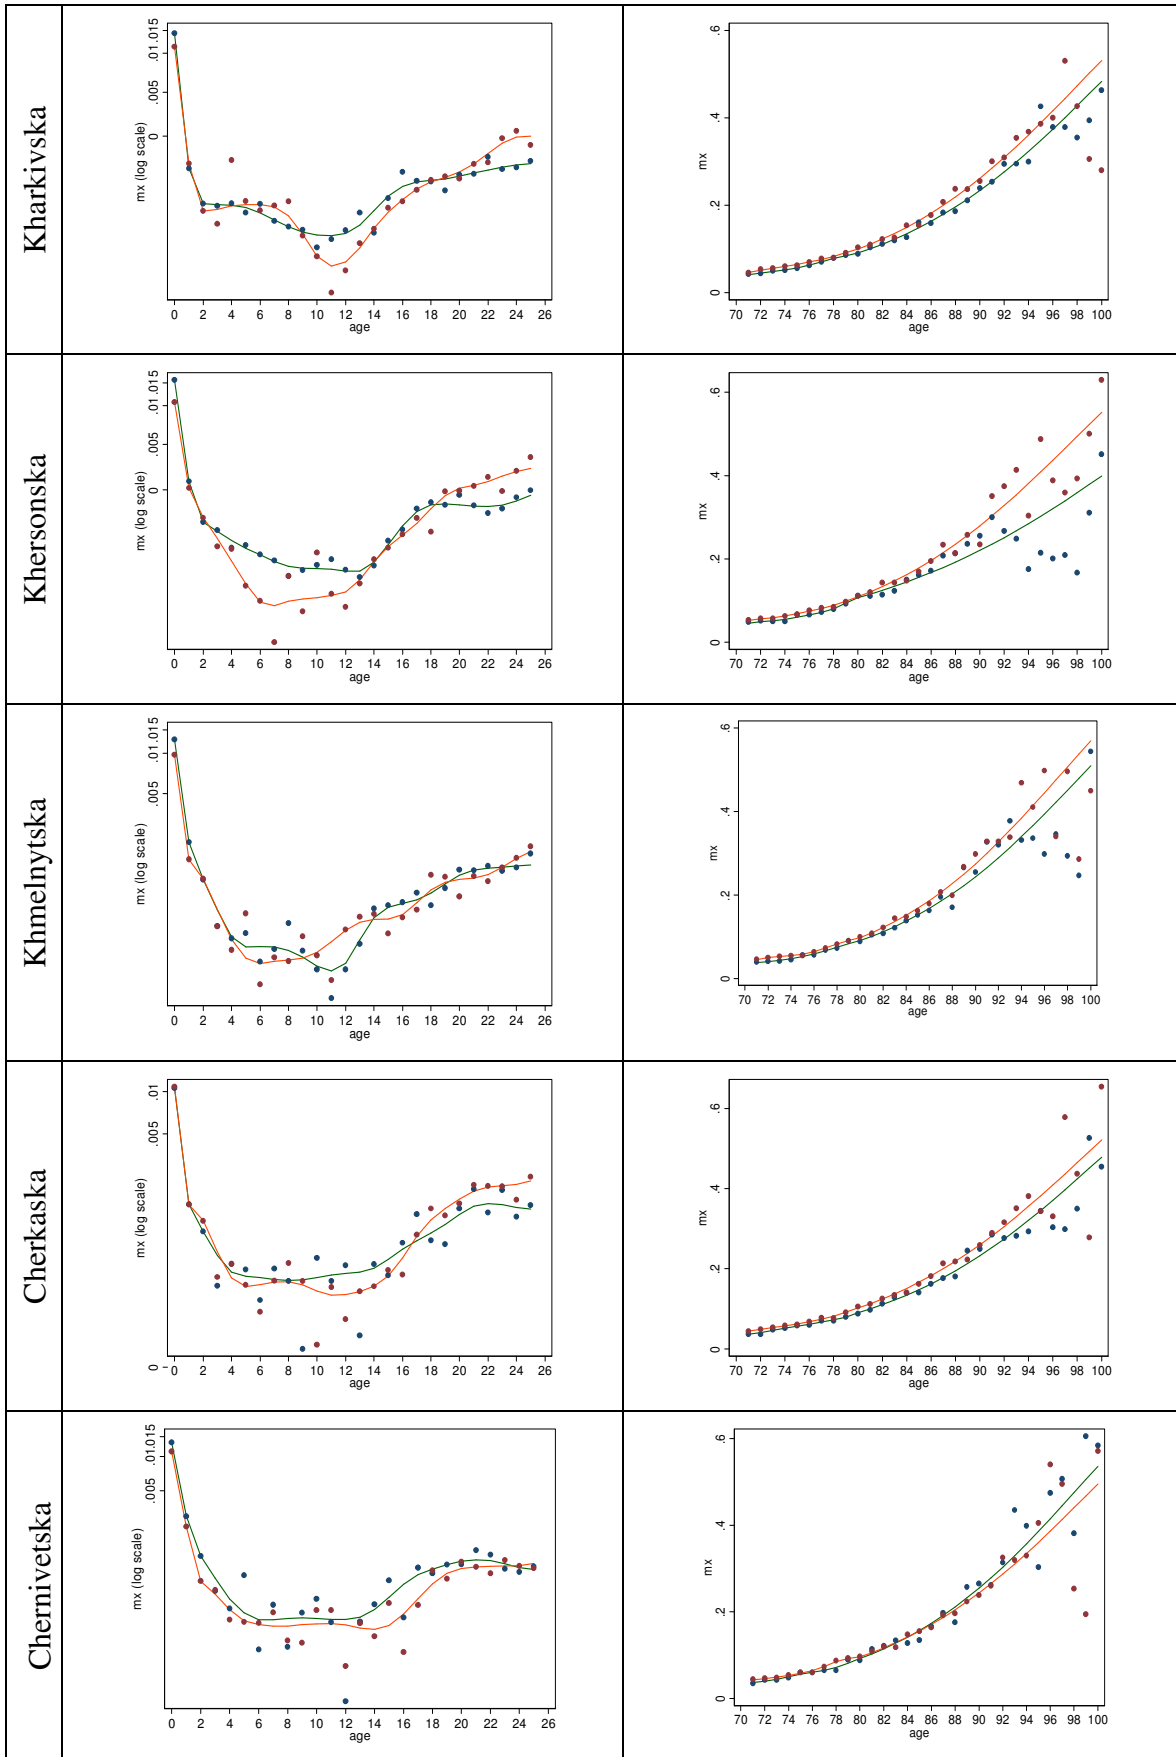 Kharkivska
mx (log scale)
0 .005 .01 .015
0 2 4 6 8 10 12 14 16 18 20 22 24 26
age
mx
0 .2 .4 .6
70 72 74 76 78 80 82 84 86 88 90 92 94 96 98 100
age
Khersonska
mx (log scale)
0 .005 .01 .015
0 2 4 6 8 10 12 14 16 18 20 22 24 26
age
mx
0 .2 .4 .6
70 72 74 76 78 80 82 84 86 88 90 92 94 96 98 100
age
Khmelnytska
mx (log scale)
.005 .01 .015
0 2 4 6 8 10 12 14 16 18 20 22 24 26
age
mx
0 .2 .4 .6
70 72 74 76 78 80 82 84 86 88 90 92 94 96 98 100
age
Cherkaska
mx (log scale)
0 .005 .01
0 2 4 6 8 10 12 14 16 18 20 22 24 26
age
mx
0 .2 .4 .6
70 72 74 76 78 80 82 84 86 88 90 92 94 96 98 100
age
Chernivetska
mx (log scale)
.005 .01 .015
0 2 4 6 8 10 12 14 16 18 20 22 24 26
age
mx
0 .2 .4 .6
70 72 74 76 78 80 82 84 86 88 90 92 94 96 98 100
age